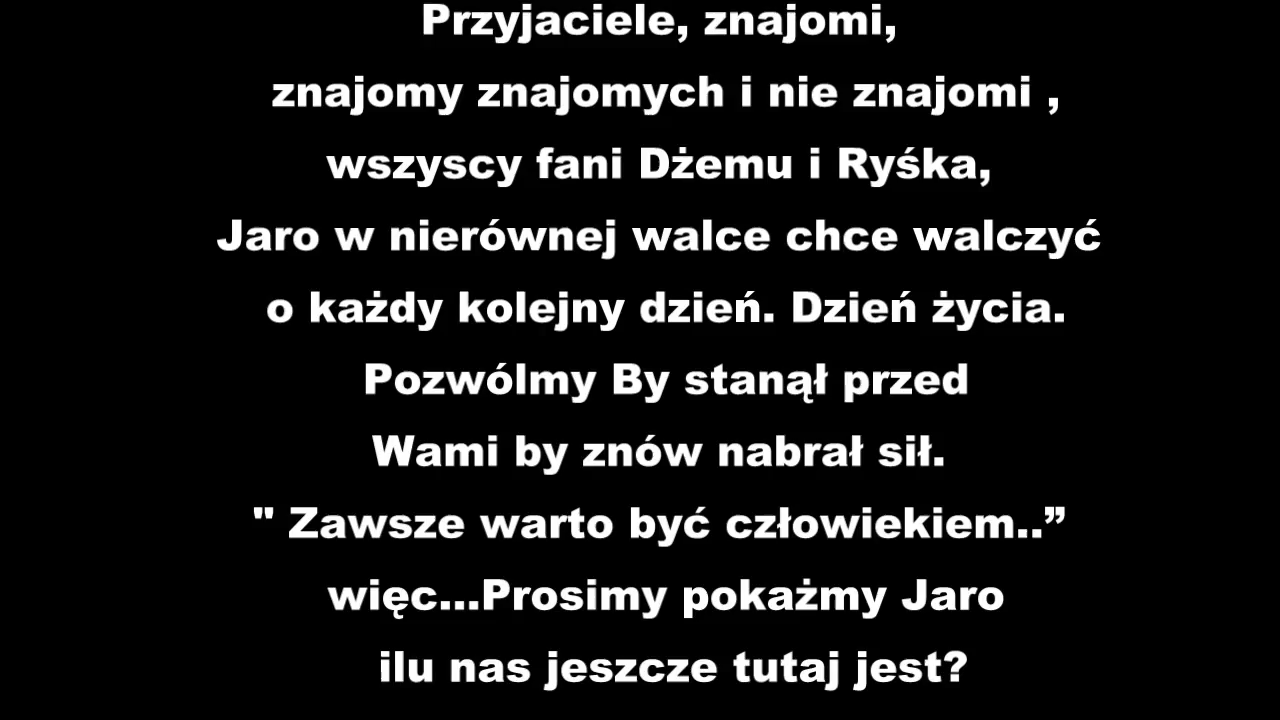 Przyjaciele, znajomi,
znajomy znajomych i nie znajomi ,
wszyscy fani Dżemu i Ryśka,
Jaro w nierównej walce chce walczyć
o każdy kolejny dzień. Dzień życia.
Pozwólmy By stanął przed
Wami by znów nabrał sił.
" Zawsze warto być człowiekiem..”
więc...Prosimy pokażmy Jaro
ilu nas jeszcze tutaj jest?